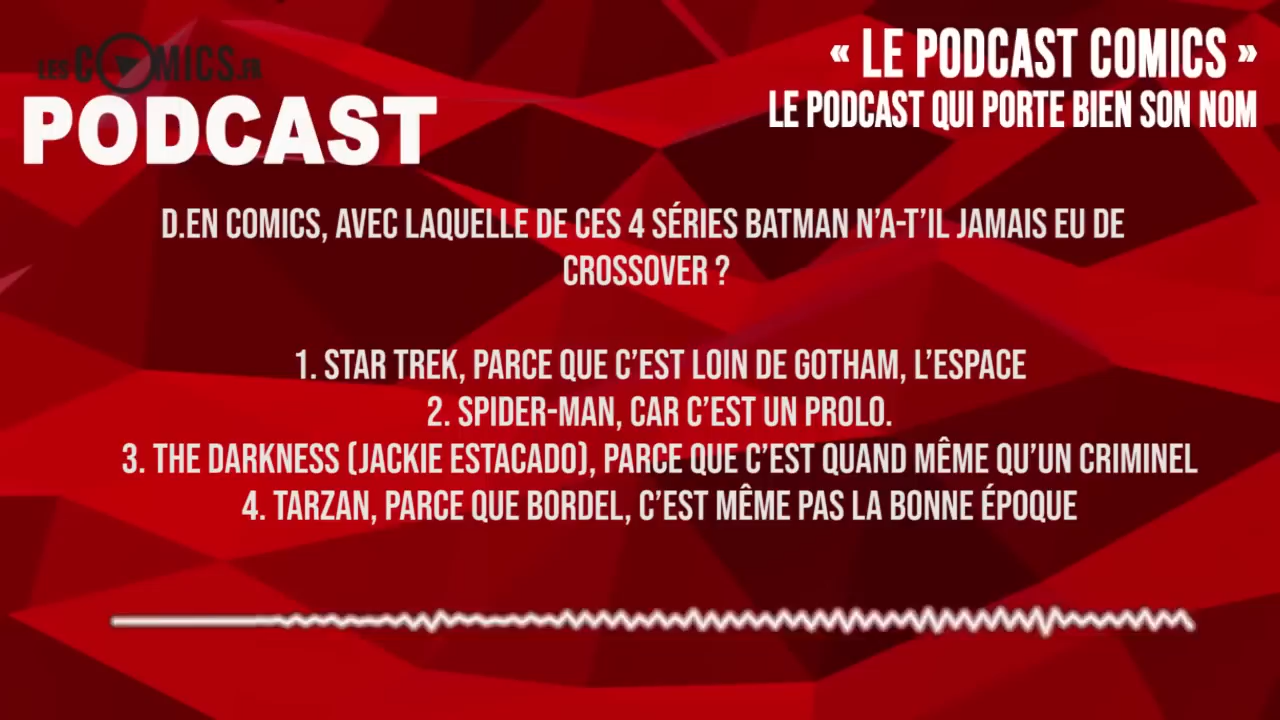 LES COMICS.FR
PODCAST
« LE PODCAST COMICS »
LE PODCAST QUI PORTE BIEN SON NOM
D.EN COMICS, AVEC LAQUELLE DE CES 4 SÉRIES BATMAN N'A-T'IL JAMAIS EU DE
CROSSOVER ?
1. STAR TREK, PARCE QUE C'EST LOIN DE GOTHAM, L'ESPACE
2. SPIDER-MAN, CAR C'EST UN PROLO.
3. THE DARKNESS (JACKIE ESTACADO), PARCE QUE C'EST QUAND MÊME QU'UN CRIMINEL
4. TARZAN, PARCE QUE BORDEL, C'EST MÊME PAS LA BONNE ÉPOQUE